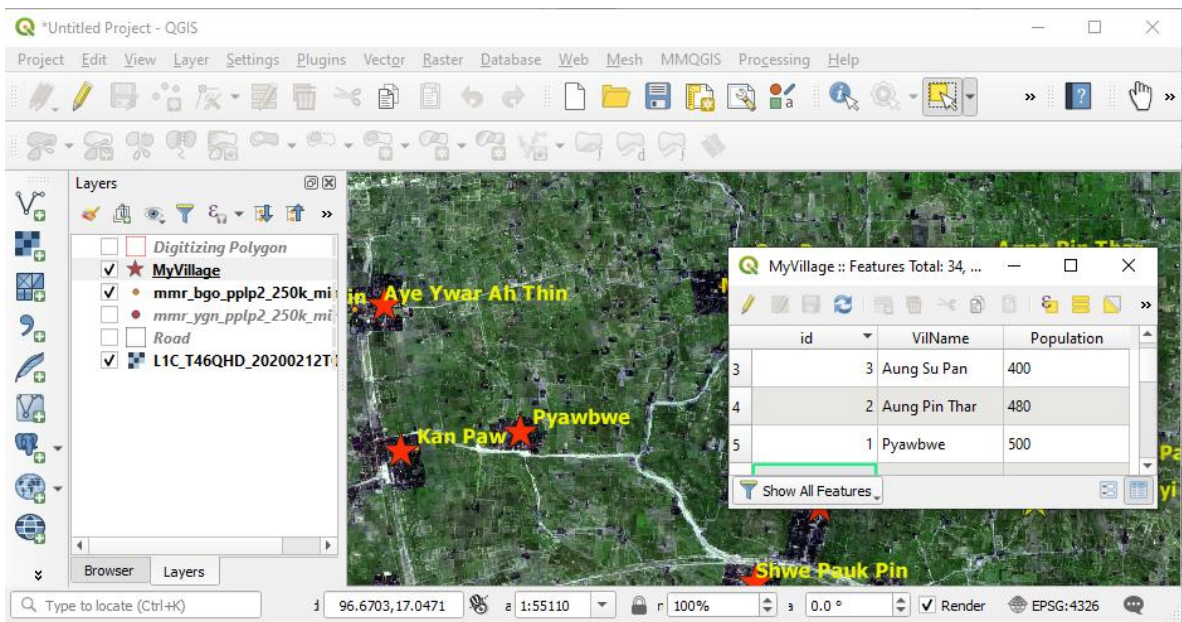 *Untitled Project - QGIS
Project Edit View Layer Settings Plugins Vector Raster Database Web Mesh MMQGIS Processing Help
Layers
Digitizing Polygon
MyVillage
mmr_bgo_pplp2_250k_mi
mmr_ygn_pplp2_250k_mi
Road
L1C_T46QHD_20200212T
Browser
Layers
Aye Ywar Ah Thin
Pyawbwe
Kan Paw
Shwe Pauk Pin
MyVillage :: Features Total: 34, ...
id VilName Population
3 3 Aung Su Pan 400
4 2 Aung Pin Thar 480
5 1 Pyawbwe 500
Show All Features
Type to locate (Ctrl+K)
96.6703,17.0471
1:55110
100%
0.0 °
Render
EPSG:4326